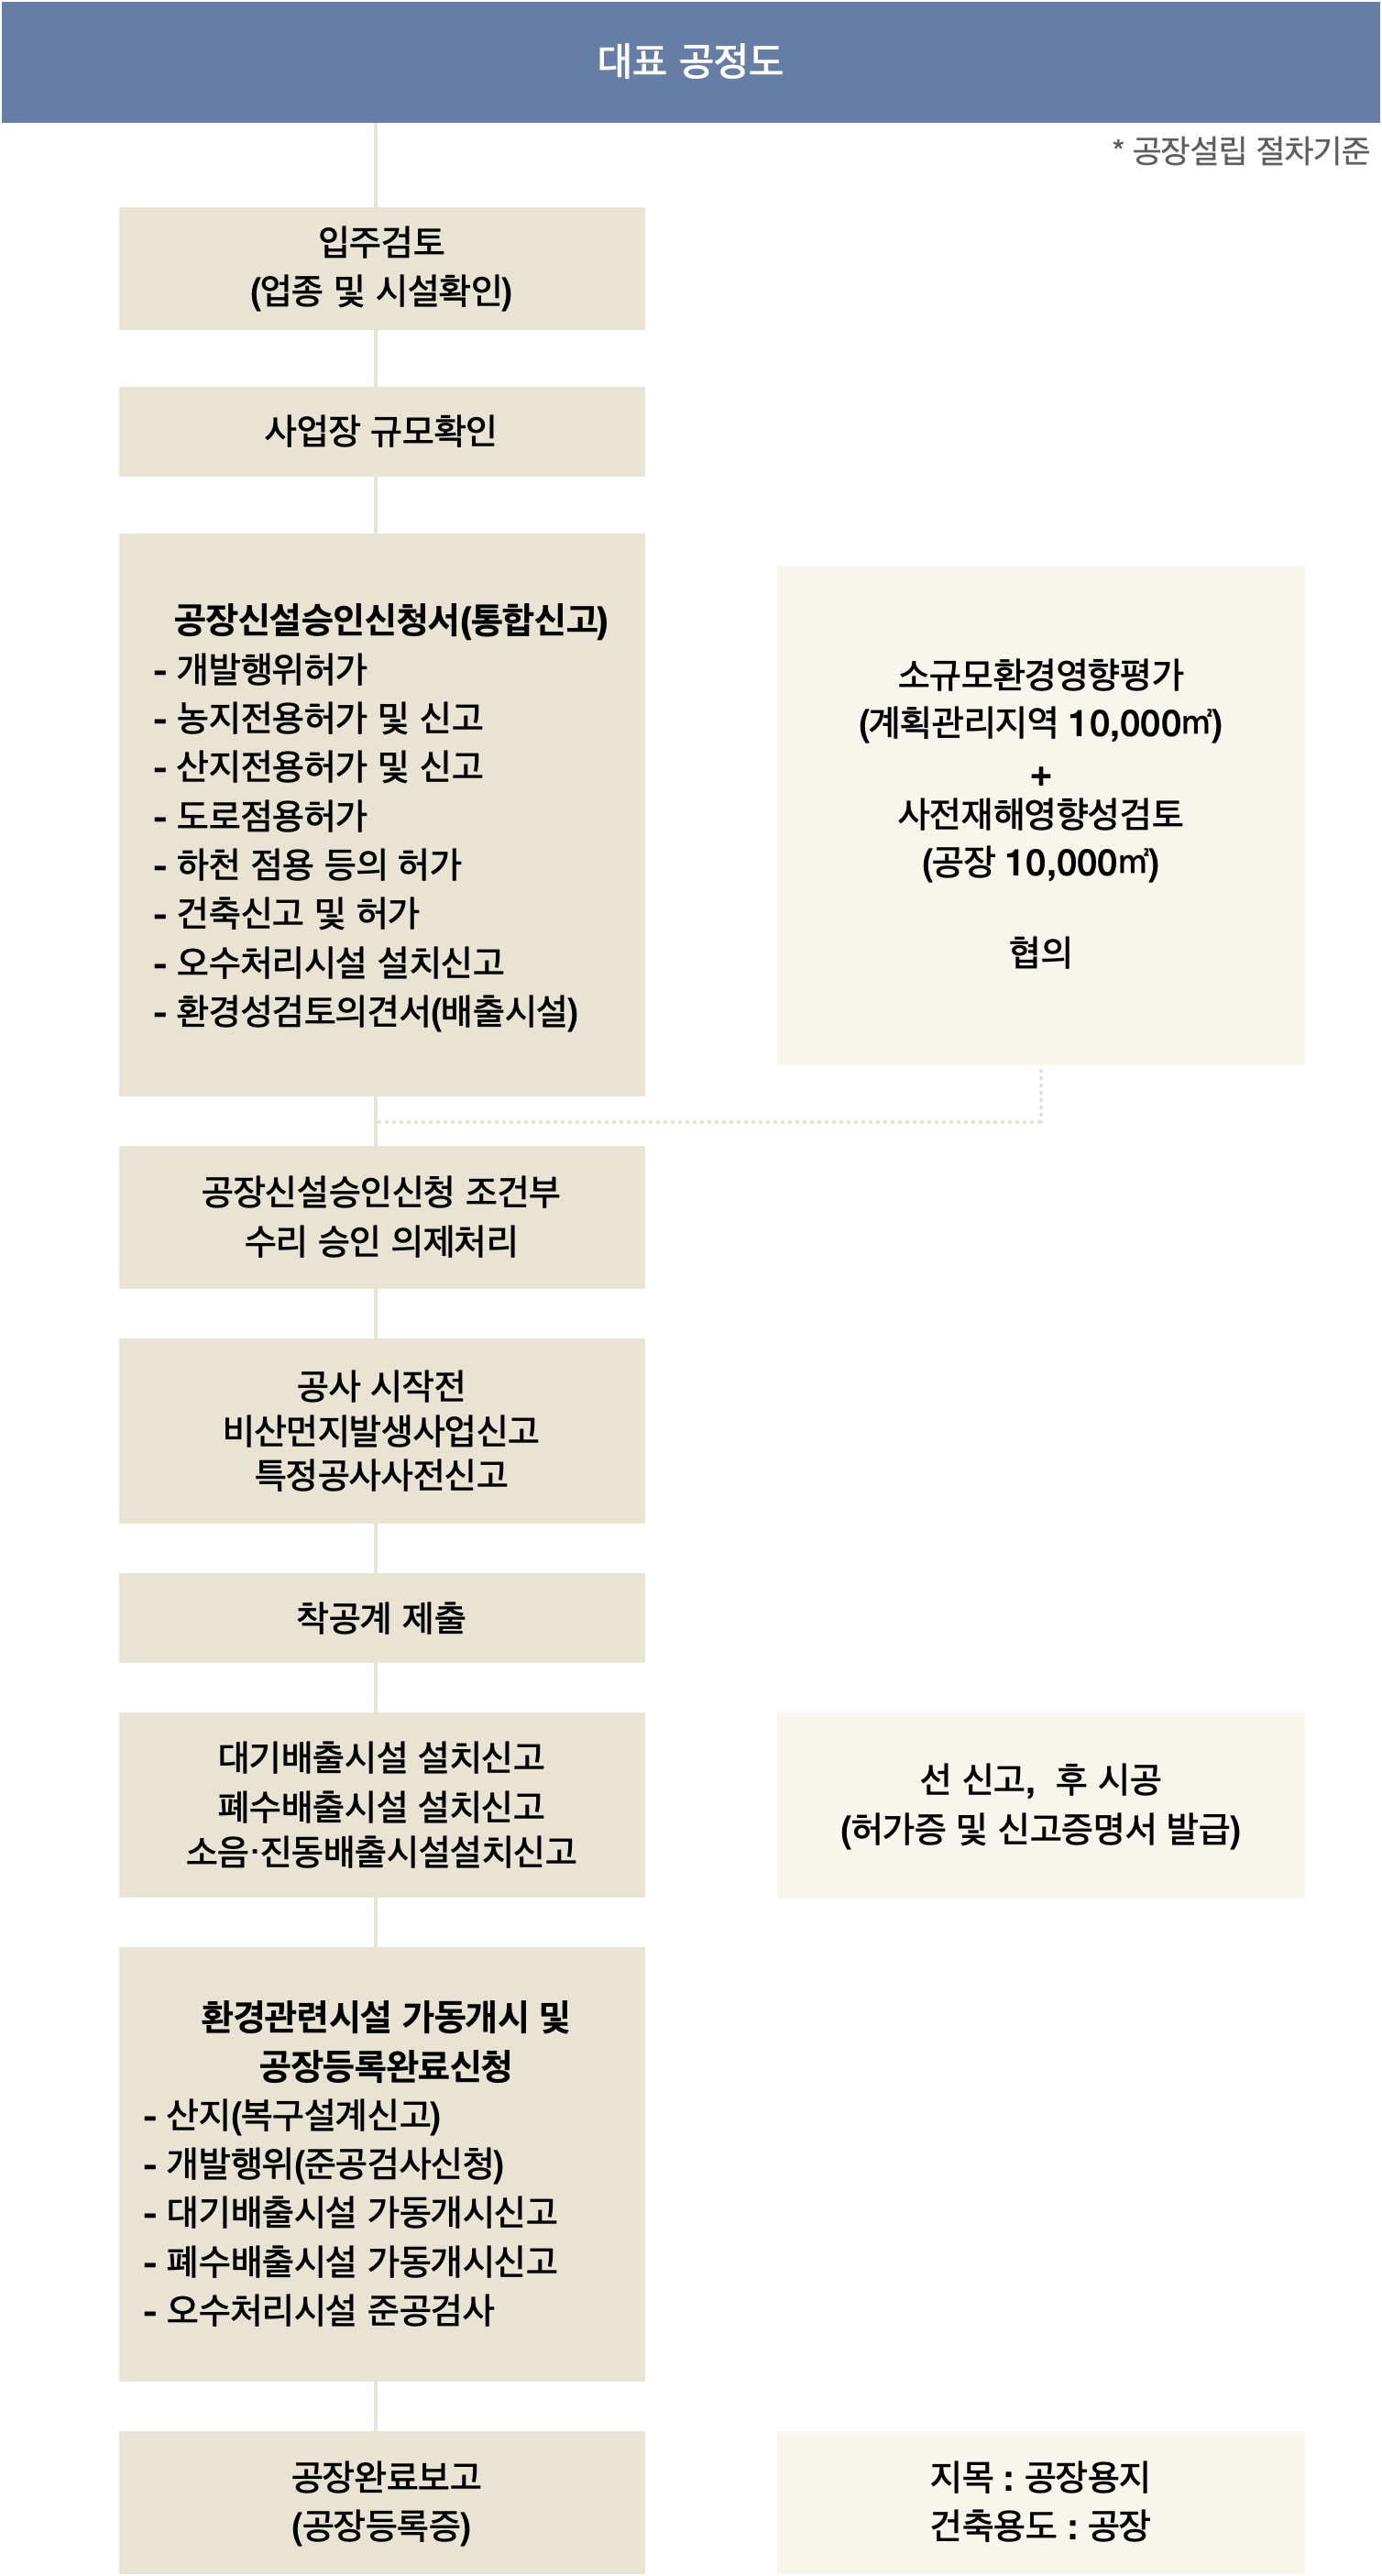 대표 공정도
* 공장설립 절차기준
입주검토
(업종 및 시설확인)
사업장 규모확인
공장신설승인신청서(통합신고)
- 개발행위허가
- 농지전용허가 및 신고
- 산지전용허가 및 신고
- 도로점용허가
- 하천 점용 등의 허가
- 건축신고 및 허가
- 오수처리시설 설치신고
- 환경성검토의견서(배출시설)
소규모환경영향평가
(계획관리지역 10,000㎡)
+
사전재해영향성검토
(공장 10,000㎡)
협의
공장신설승인신청 조건부
수리 승인 의제처리
공사 시작전
비산먼지발생사업신고
특정공사사전신고
착공계 제출
대기배출시설 설치신고
폐수배출시설 설치신고
소음·진동배출시설설치신고
선 신고, 후 시공
(허가증 및 신고증명서 발급)
환경관련시설 가동개시 및
공장등록완료신청
- 산지(복구설계신고)
- 개발행위(준공검사신청)
- 대기배출시설 가동개시신고
- 폐수배출시설 가동개시신고
- 오수처리시설 준공검사
공장완료보고
(공장등록증)
지목 : 공장용지
건축용도 : 공장